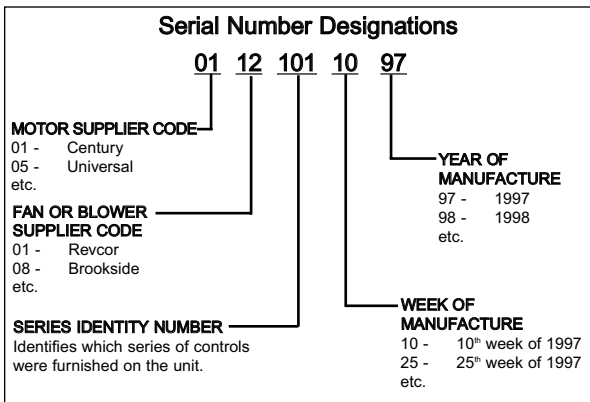 Serial Number Designations
01 12 101 10 97
MOTOR SUPPLIER CODE
01 - Century
05 - Universal
etc.
FAN OR BLOWER
SUPPLIER CODE
01 - Revcor
08 - Brookside
etc.
SERIES IDENTITY NUMBER
Identifies which series of controls
were furnished on the unit.
YEAR OF
MANUFACTURE
97 - 1997
98 - 1998
etc.
WEEK OF
MANUFACTURE
10 - 10th week of 1997
25 - 25th week of 1997
etc.